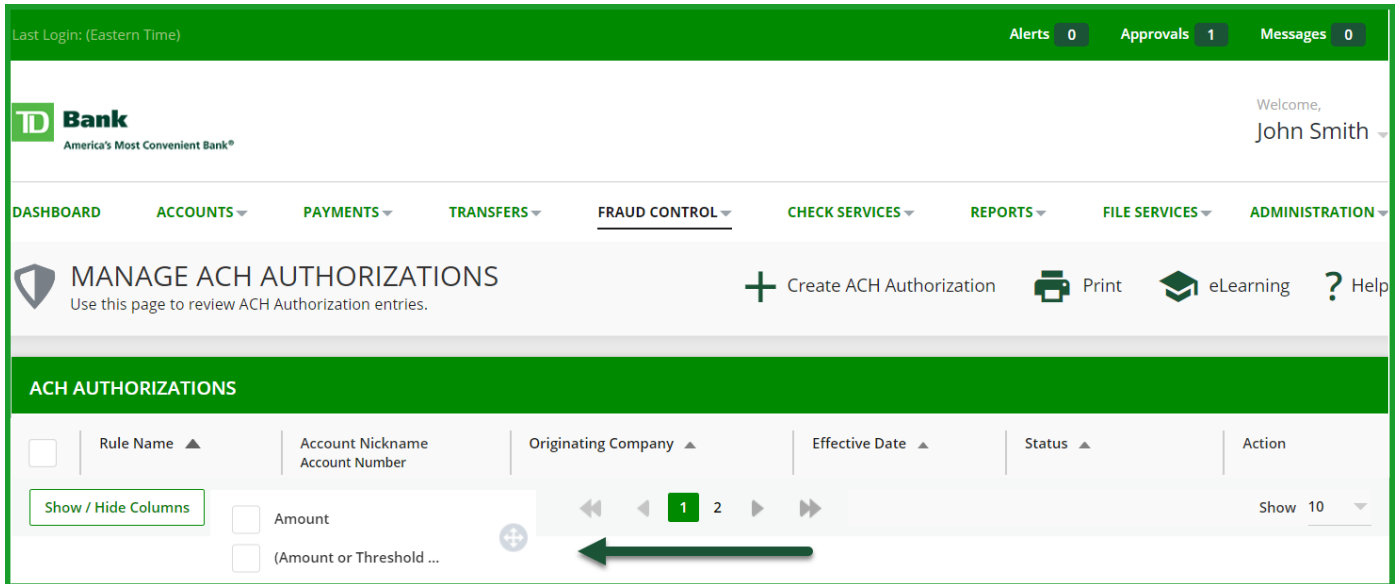 Last Login: (Eastern Time) Alerts 0 Approvals 1 Messages 0
TD Bank
America's Most Convenient Bank®
Welcome,
John Smith
DASHBOARD ACCOUNTS PAYMENTS TRANSFERS FRAUD CONTROL CHECK SERVICES REPORTS FILE SERVICES ADMINISTRATION
MANAGE ACH AUTHORIZATIONS
Use this page to review ACH Authorization entries.
Create ACH Authorization Print eLearning ? Help
ACH AUTHORIZATIONS
Rule Name Account Nickname Originating Company Effective Date Status Action
Account Number
Show / Hide Columns 1 2 Show 10
Amount
(Amount or Threshold ...